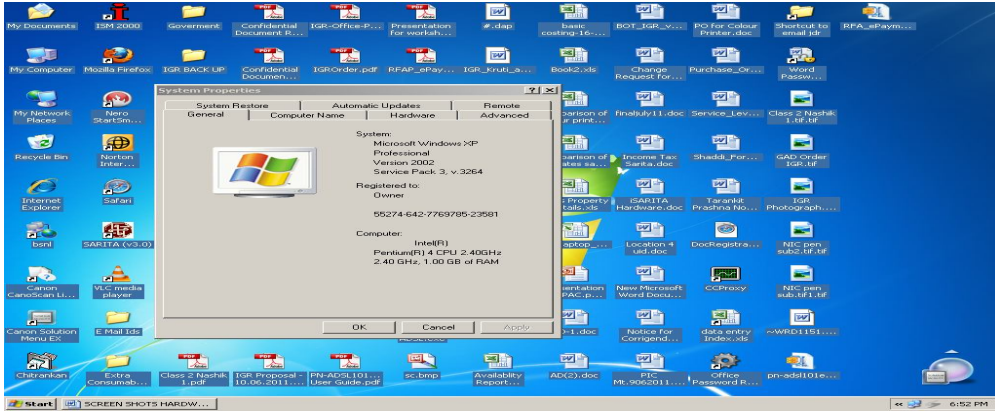 My Documents
ISM 2000
Goverment
Confidential Document R...
IGR-Office-P...
Presentation for worksh...
#.dap
basic costing-16-...
BOT_IGR_v...
PO for Colour Printer.doc
Shortcut to email jdr
RFA_ePaym...
My Computer
Mozilla Firefox
IGR BACK UP
Confidential Documen...
IGROrder.pdf
RFAP_ePay...
IGR_Kruti_a...
Book2.xls
Change Request for...
Purchase_Or...
Word Passw...
System Properties
System Restore
Automatic Updates
Remote
General
Computer Name
Hardware
Advanced
System:
Microsoft Windows XP
Professional
Version 2002
Service Pack 3, v.3264
Registered to:
Owner
55274-642-7769785-23581
Computer:
Intel(R)
Pentium(R) 4 CPU 2.40GHz
2.40 GHz, 1.00 GB of RAM
OK
Cancel
Apply
My Network Places
Nero StartSm...
parison of
finaljuly11.doc
Service_Lev...
Class 2 Nashik 1.tif.tif
Recycle Bin
Norton Inter...
parison of
Income Tax Santa.doc
Shaddi_For...
GAD Order IGR.tif
Internet Explorer
Safari
s Property
iSARITA Hardware.doc
Tarankit Prashna No...
IGR Photograph....
bsnl
SARITA (v3.0)
aptop_...
Location 4 uid.doc
DocRegistra...
NIC pen sub2.tif.tif
Canon CanoScan Li...
VLC media player
entation
PAC.p...
New Microsoft Word Docu...
CCProxy
NIC pen sub.tif1.tif
Canon Solution Menu EX
E Mail Ids
Notice for Corrigend...
data entry Index.xls
~WRD1151....
Chitrankan
Extra Consumab...
Class 2 Nashik 1.pdf
IGR Proposal - 10.06.2011....
PN-ADSL101... User Guide.pdf
sc.bmp
Availablity Report...
AD(2).doc
PIC Mt.9062011....
Office Password R...
pn-adsl101e...
Start
SCREEN SHOTS HARDW...
6:52 PM